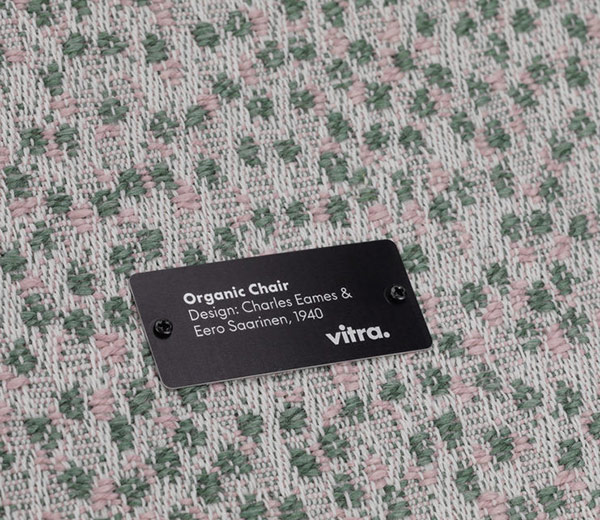 Organic Chair
Design: Charles Eames &
Eero Saarinen, 1940
vitra.